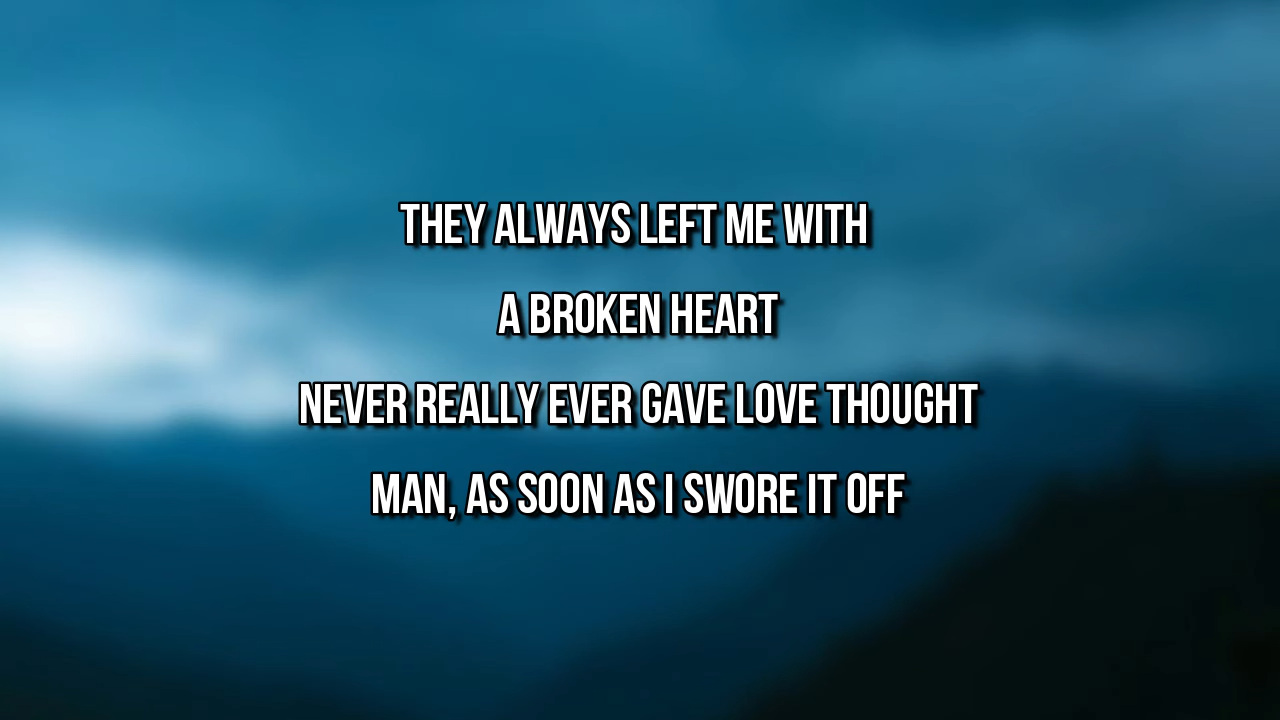 THEY ALWAYS LEFT ME WITH
A BROKEN HEART
NEVER REALLY EVER GAVE LOVE THOUGHT
MAN, AS SOON AS I SWORE IT OFF